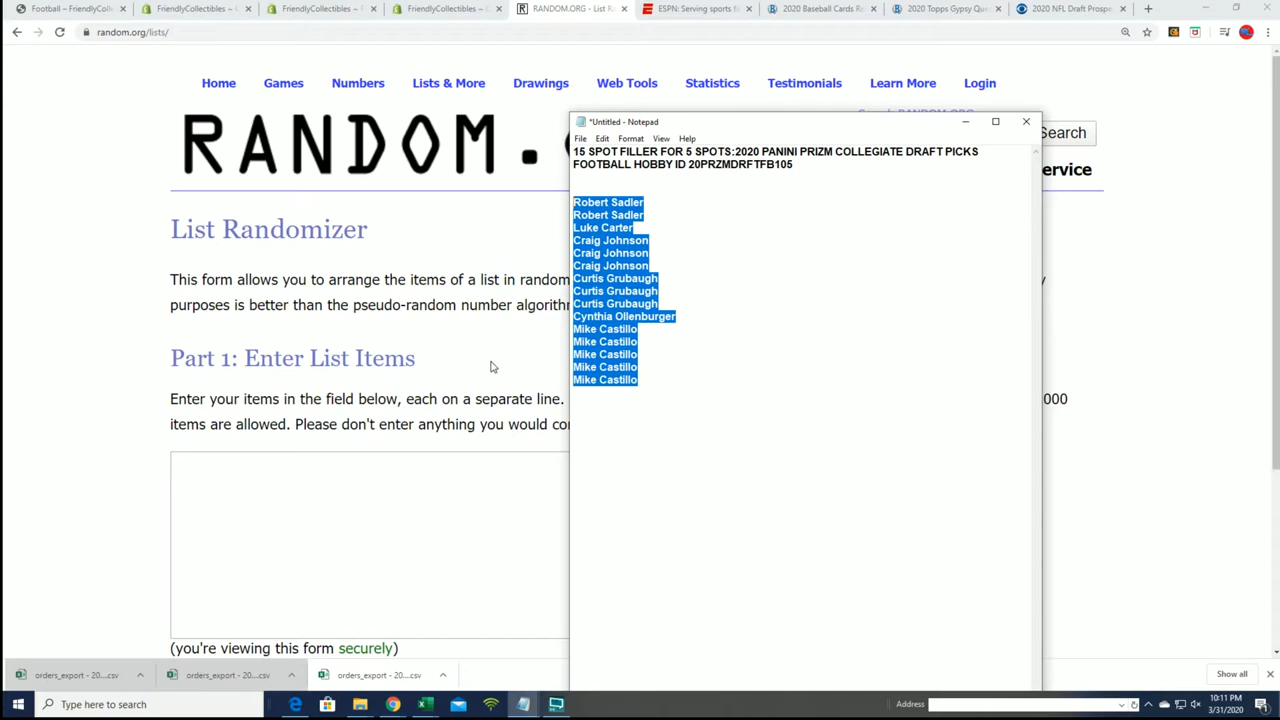 Football – FriendlyCollectibles
FriendlyCollectibles –
FriendlyCollectibles –
FriendlyCollectibles –
RANDOM.ORG - List Ra
ESPN: Serving sports f
2020 Baseball Cards Re
2020 Topps Gypsy Que
2020 NFL Draft Prospe
random.org/lists/
Home Games Numbers Lists & More Drawings Web Tools Statistics Testimonials Learn More Login
RANDOM.
Search
ervice
*Untitled - Notepad
File Edit Format View Help
15 SPOT FILLER FOR 5 SPOTS:2020 PANINI PRIZM COLLEGIATE DRAFT PICKS
FOOTBALL HOBBY ID 20PRZMDRFTFB105
Robert Sadler
Robert Sadler
Luke Carter
Craig Johnson
Craig Johnson
Craig Johnson
Curtis Grubaugh
Curtis Grubaugh
Curtis Grubaugh
Cynthia Ollenburger
Mike Castillo
Mike Castillo
Mike Castillo
Mike Castillo
Mike Castillo
List Randomizer
This form allows you to arrange the items of a list in random
purposes is better than the pseudo-random number algorithm
Part 1: Enter List Items
Enter your items in the field below, each on a separate line.
000
items are allowed. Please don't enter anything you would co
(you're viewing this form securely)
orders_export - 20....csv
orders_export - 20....csv
orders_export - 20....csv
Show all
Type here to search
Address
10:11 PM
3/31/2020